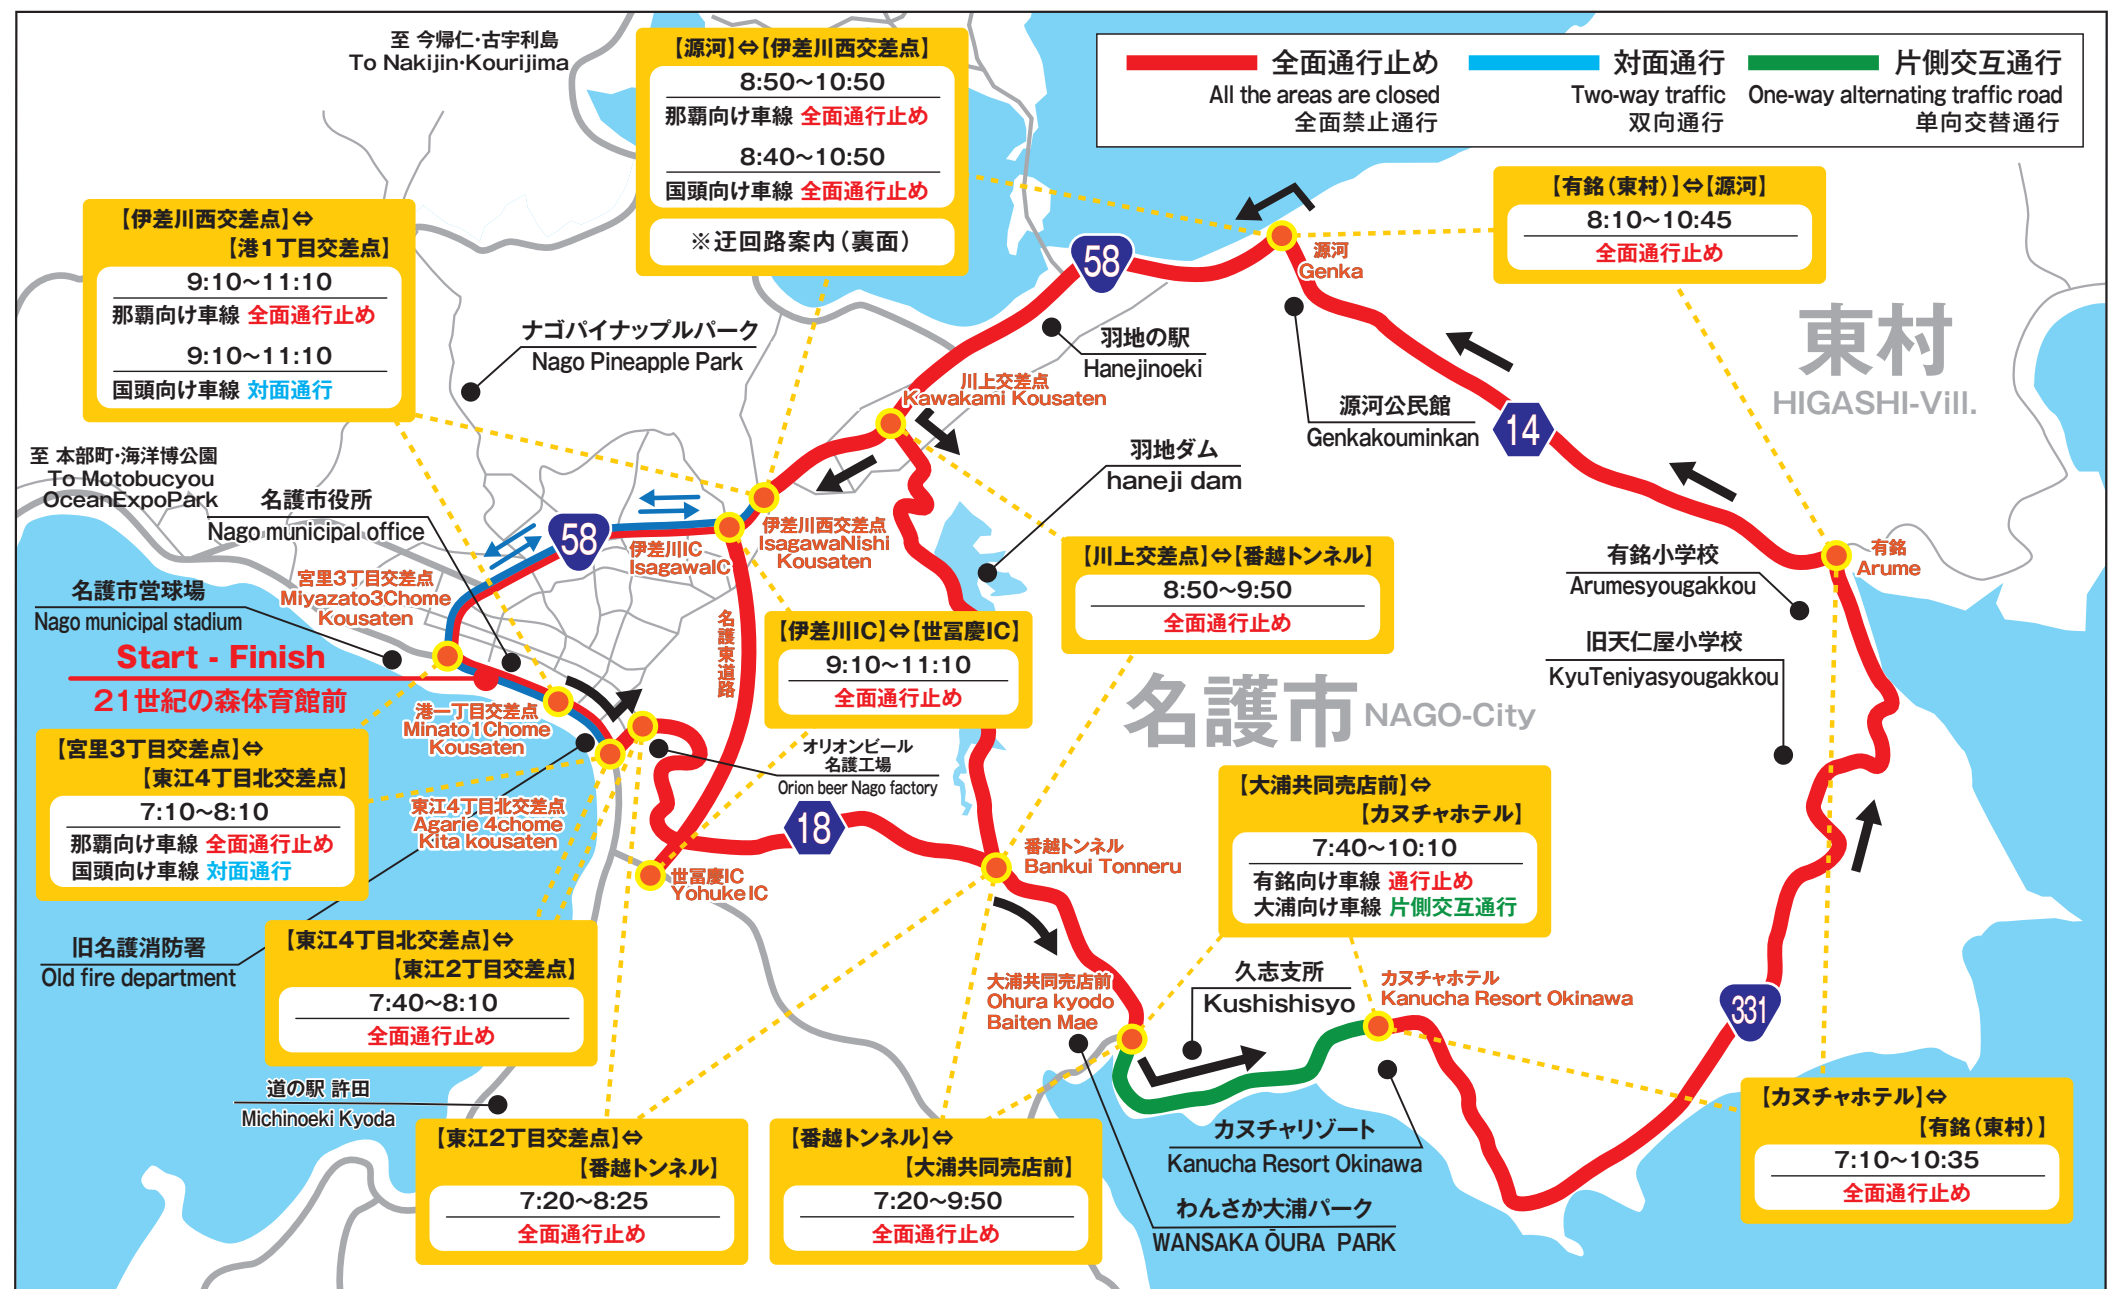 至 今帰仁・古宇利島
To Nakijin・Kourijima
【源河】⇔【伊差川西交差点】
8:50～10:50
那覇向け車線 全面通行止め
8:40～10:50
国頭向け車線 全面通行止め
※迂回路案内（裏面）
全面通行止め
All the areas are closed
全面禁止通行
対面通行
Two-way traffic
双向通行
片側交互通行
One-way alternating traffic road
单向交替通行
【伊差川西交差点】⇔
【港1丁目交差点】
9:10～11:10
那覇向け車線 全面通行止め
9:10～11:10
国頭向け車線 対面通行
【有銘（東村）】⇔【源河】
8:10～10:45
全面通行止め
58
源河
Genka
ナゴパイナップルパーク
Nago Pineapple Park
羽地の駅
Hanejinoeki
東村
HIGASHI-Vill.
川上交差点
Kawakami Kousaten
源河公民館
Genkakouminkan
14
至 本部町・海洋博公園
To Motobucyou
OceanExpoPark
名護市役所
Nago municipal office
羽地ダム
haneji dam
58
伊差川IC
IsagawaIC
伊差川西交差点
IsagawaNishi
Kousaten
【川上交差点】⇔【番越トンネル】
8:50～9:50
全面通行止め
有銘小学校
Arumesyougakkou
有銘
Arume
宮里3丁目交差点
Miyazato3Chome
Kousaten
名護市営球場
Nago municipal stadium
Start - Finish
21世紀の森体育館前
名護東道路
【伊差川IC】⇔【世冨慶IC】
9:10～11:10
全面通行止め
旧天仁屋小学校
KyuTeniyasyougakkou
名護市
NAGO-City
港一丁目交差点
Minato1Chome
Kousaten
【宮里3丁目交差点】⇔
【東江4丁目北交差点】
7:10～8:10
那覇向け車線 全面通行止め
国頭向け車線 対面通行
オリオンビール
名護工場
Orion beer Nago factory
東江4丁目北交差点
Agarie 4chome
Kita kousaten
18
【大浦共同売店前】⇔
【カヌチャホテル】
7:40～10:10
有銘向け車線 通行止め
大浦向け車線 片側交互通行
世冨慶IC
Yohuke IC
番越トンネル
Bankui Tonneru
旧名護消防署
Old fire department
【東江4丁目北交差点】⇔
【東江2丁目交差点】
7:40～8:10
全面通行止め
大浦共同売店前
Ohura kyodo
Baiten Mae
久志支所
Kushishisyo
カヌチャホテル
Kanucha Resort Okinawa
331
道の駅 許田
Michinoeki Kyoda
【東江2丁目交差点】⇔
【番越トンネル】
7:20～8:25
全面通行止め
【番越トンネル】⇔
【大浦共同売店前】
7:20～9:50
全面通行止め
カヌチャリゾート
Kanucha Resort Okinawa
わんさか大浦パーク
WANSAKA ŌURA PARK
【カヌチャホテル】⇔
【有銘（東村）】
7:10～10:35
全面通行止め